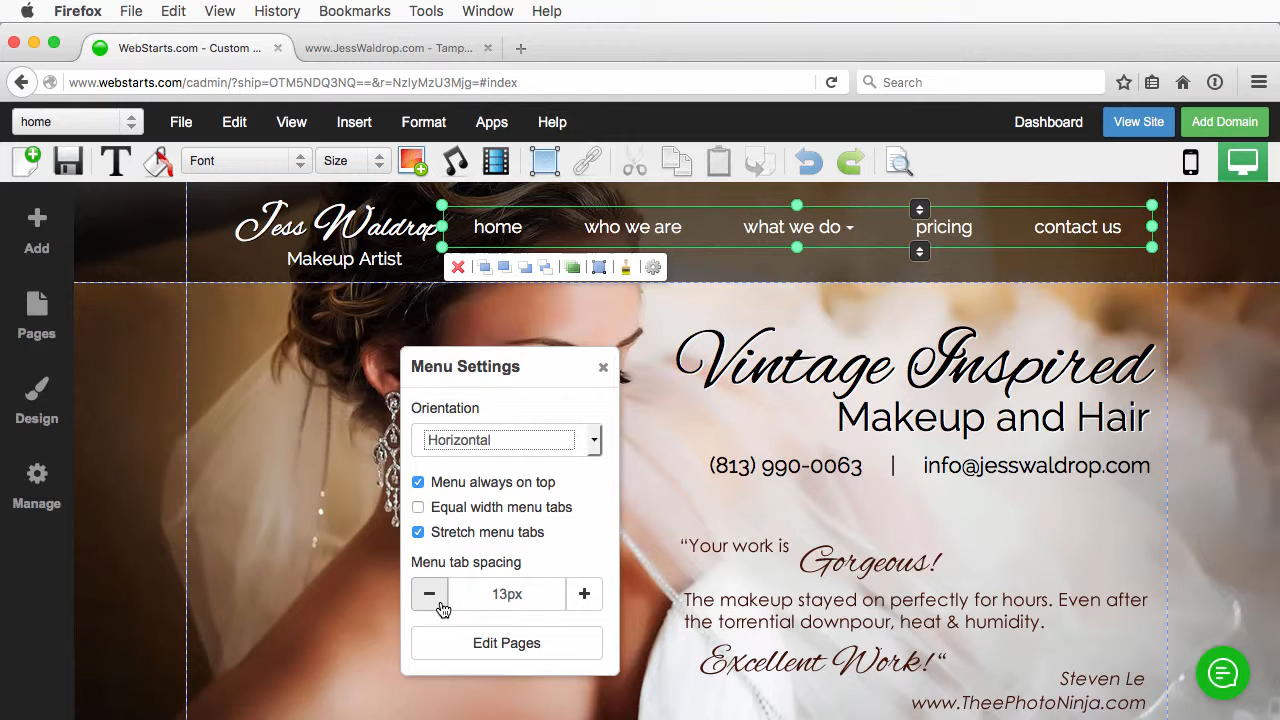 Firefox File Edit View History Bookmarks Tools Window Help
WebStarts.com - Custom ... www.JessWaldrop.com - Tamp...
www.webstarts.com/cadmin/?ship=OTM5NDQ3NQ==&r=NzIyMzU3Mjg=#index Search
home File Edit View Insert Format Apps Help Dashboard View Site Add Domain
T Font Size
Add
Pages
Design
Manage
Jess Waldrop home who we are what we do pricing contact us
Makeup Artist
Menu Settings
Orientation
Horizontal
Menu always on top
Equal width menu tabs
Stretch menu tabs
Menu tab spacing
− 13px +
Edit Pages
Vintage Inspired
Makeup and Hair
(813) 990-0063 | info@jesswaldrop.com
“Your work is Gorgeous!
The makeup stayed on perfectly for hours. Even after
the torrential downpour, heat & humidity.
Excellent Work!“
Steven Le
www.TheePhotoNinja.com